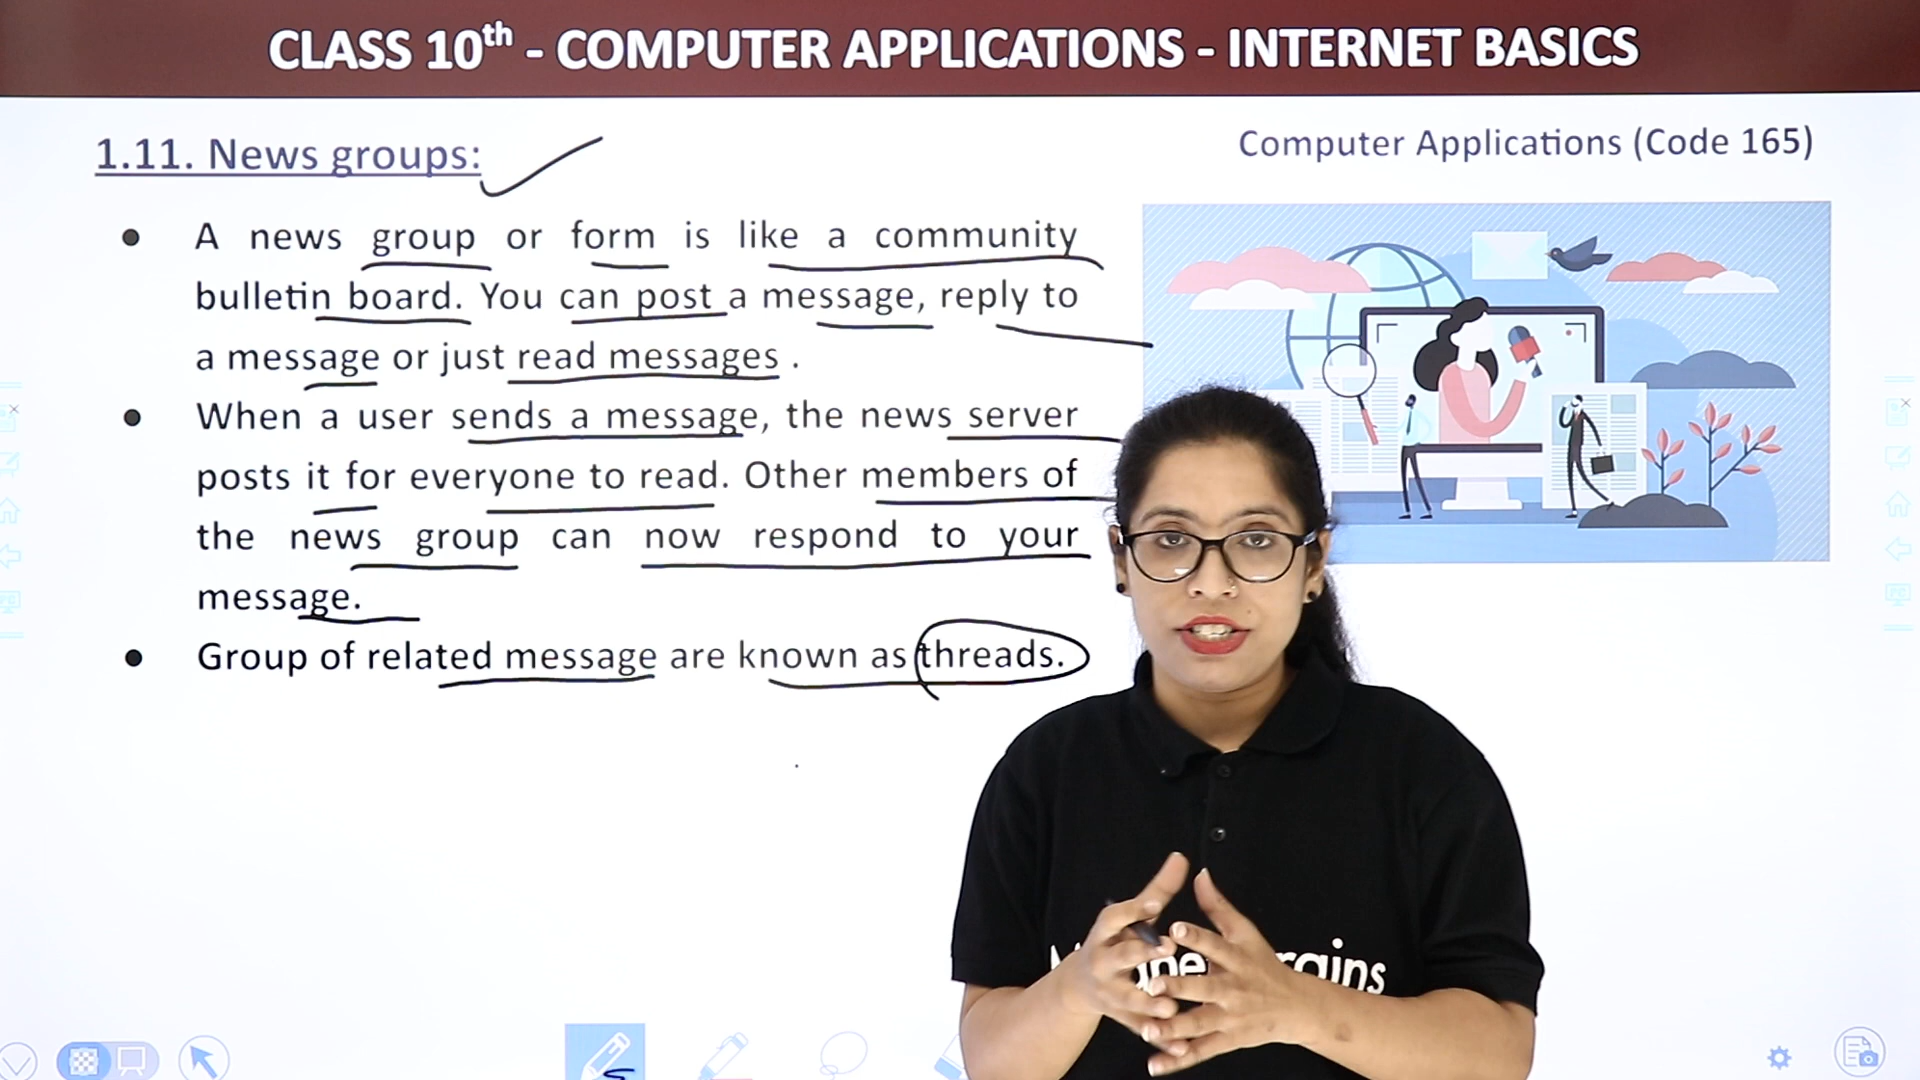 CLASS 10th - COMPUTER APPLICATIONS - INTERNET BASICS
1.11. News groups:
Computer Applications (Code 165)
● A news group or form is like a community
bulletin board. You can post a message, reply to
a message or just read messages .
● When a user sends a message, the news server
posts it for everyone to read. Other members of
the news group can now respond to your
message.
● Group of related message are known as threads.